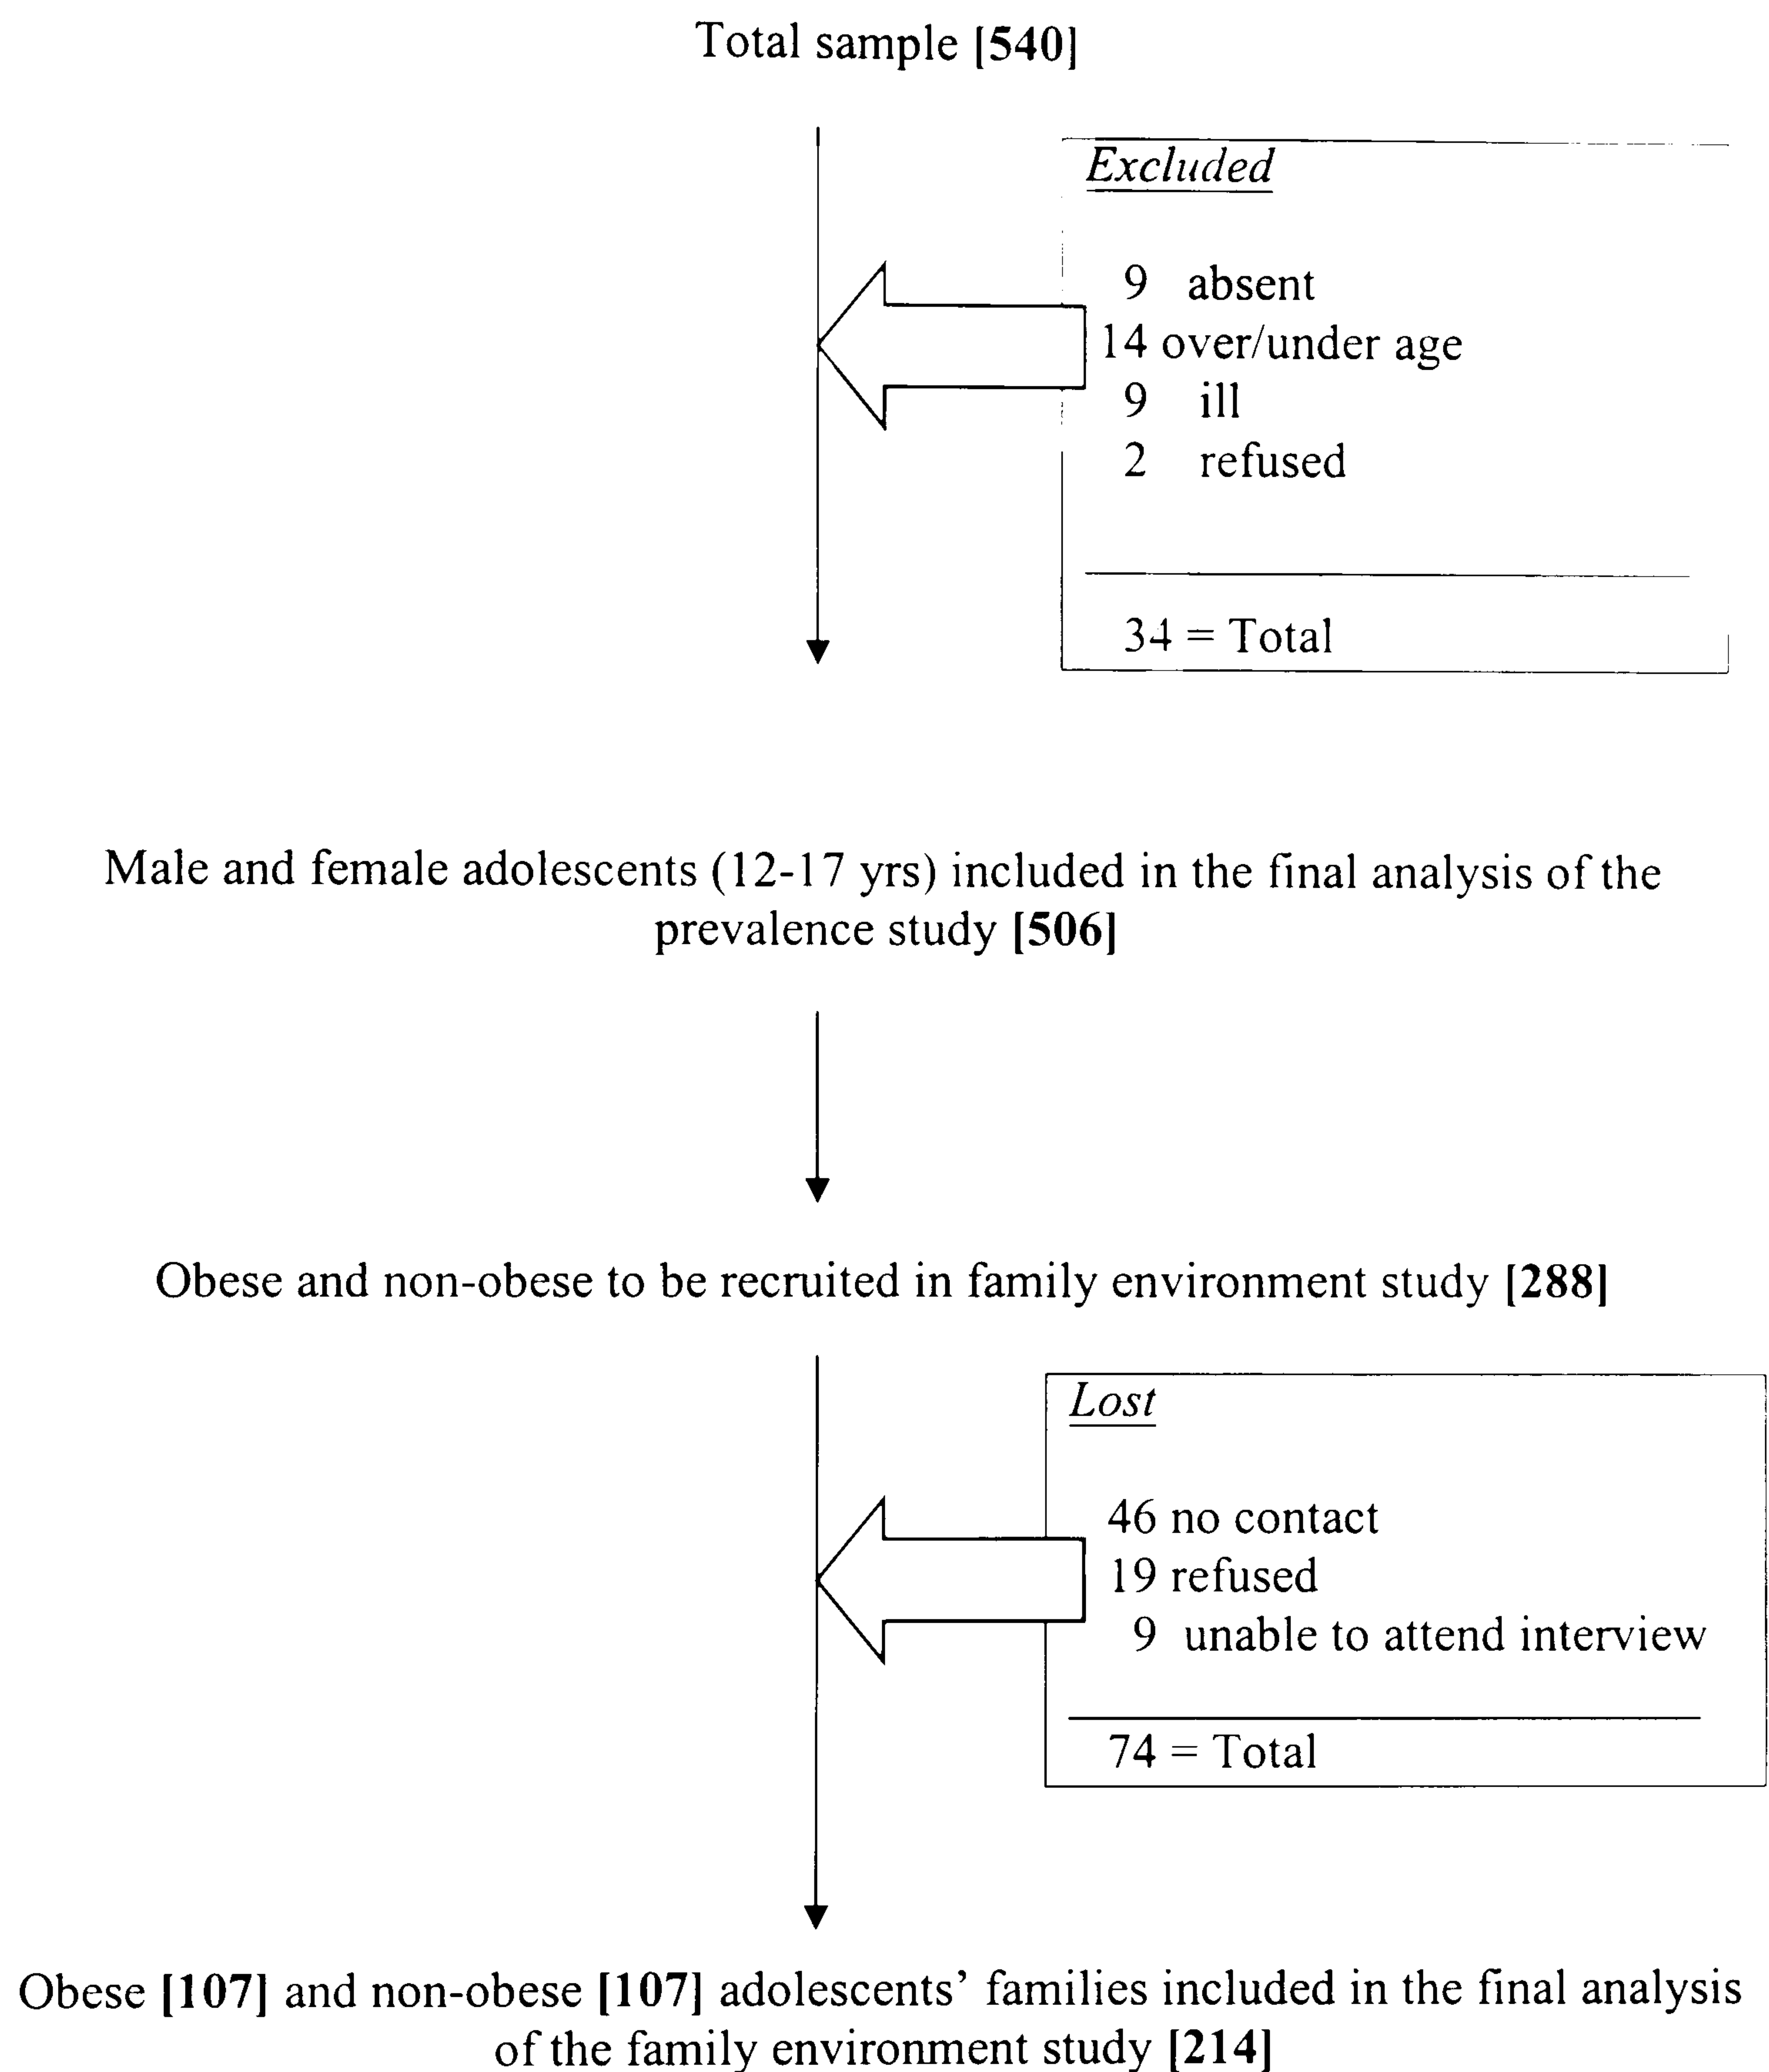 Total sample [540]
Excluded
9 absent
14 over/under age
9 ill
2 refused
34 = Total
Male and female adolescents (12-17 yrs) included in the final analysis of the
prevalence study [506]
Obese and non-obese to be recruited in family environment study [288]
Lost
46 no contact
19 refused
9 unable to attend interview
74 = Total
Obese [107] and non-obese [107] adolescents’ families included in the final analysis
of the family environment study [214]